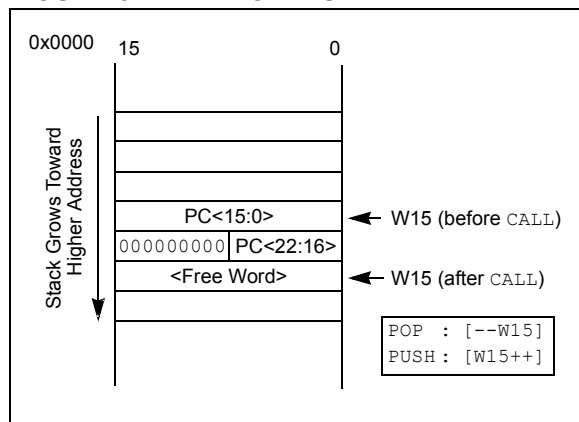 0x0000 15 0
Stack Grows Toward
Higher Address
PC<15:0> W15 (before CALL)
000000000 PC<22:16>
<Free Word> W15 (after CALL)
POP : [--W15]
PUSH : [W15++]